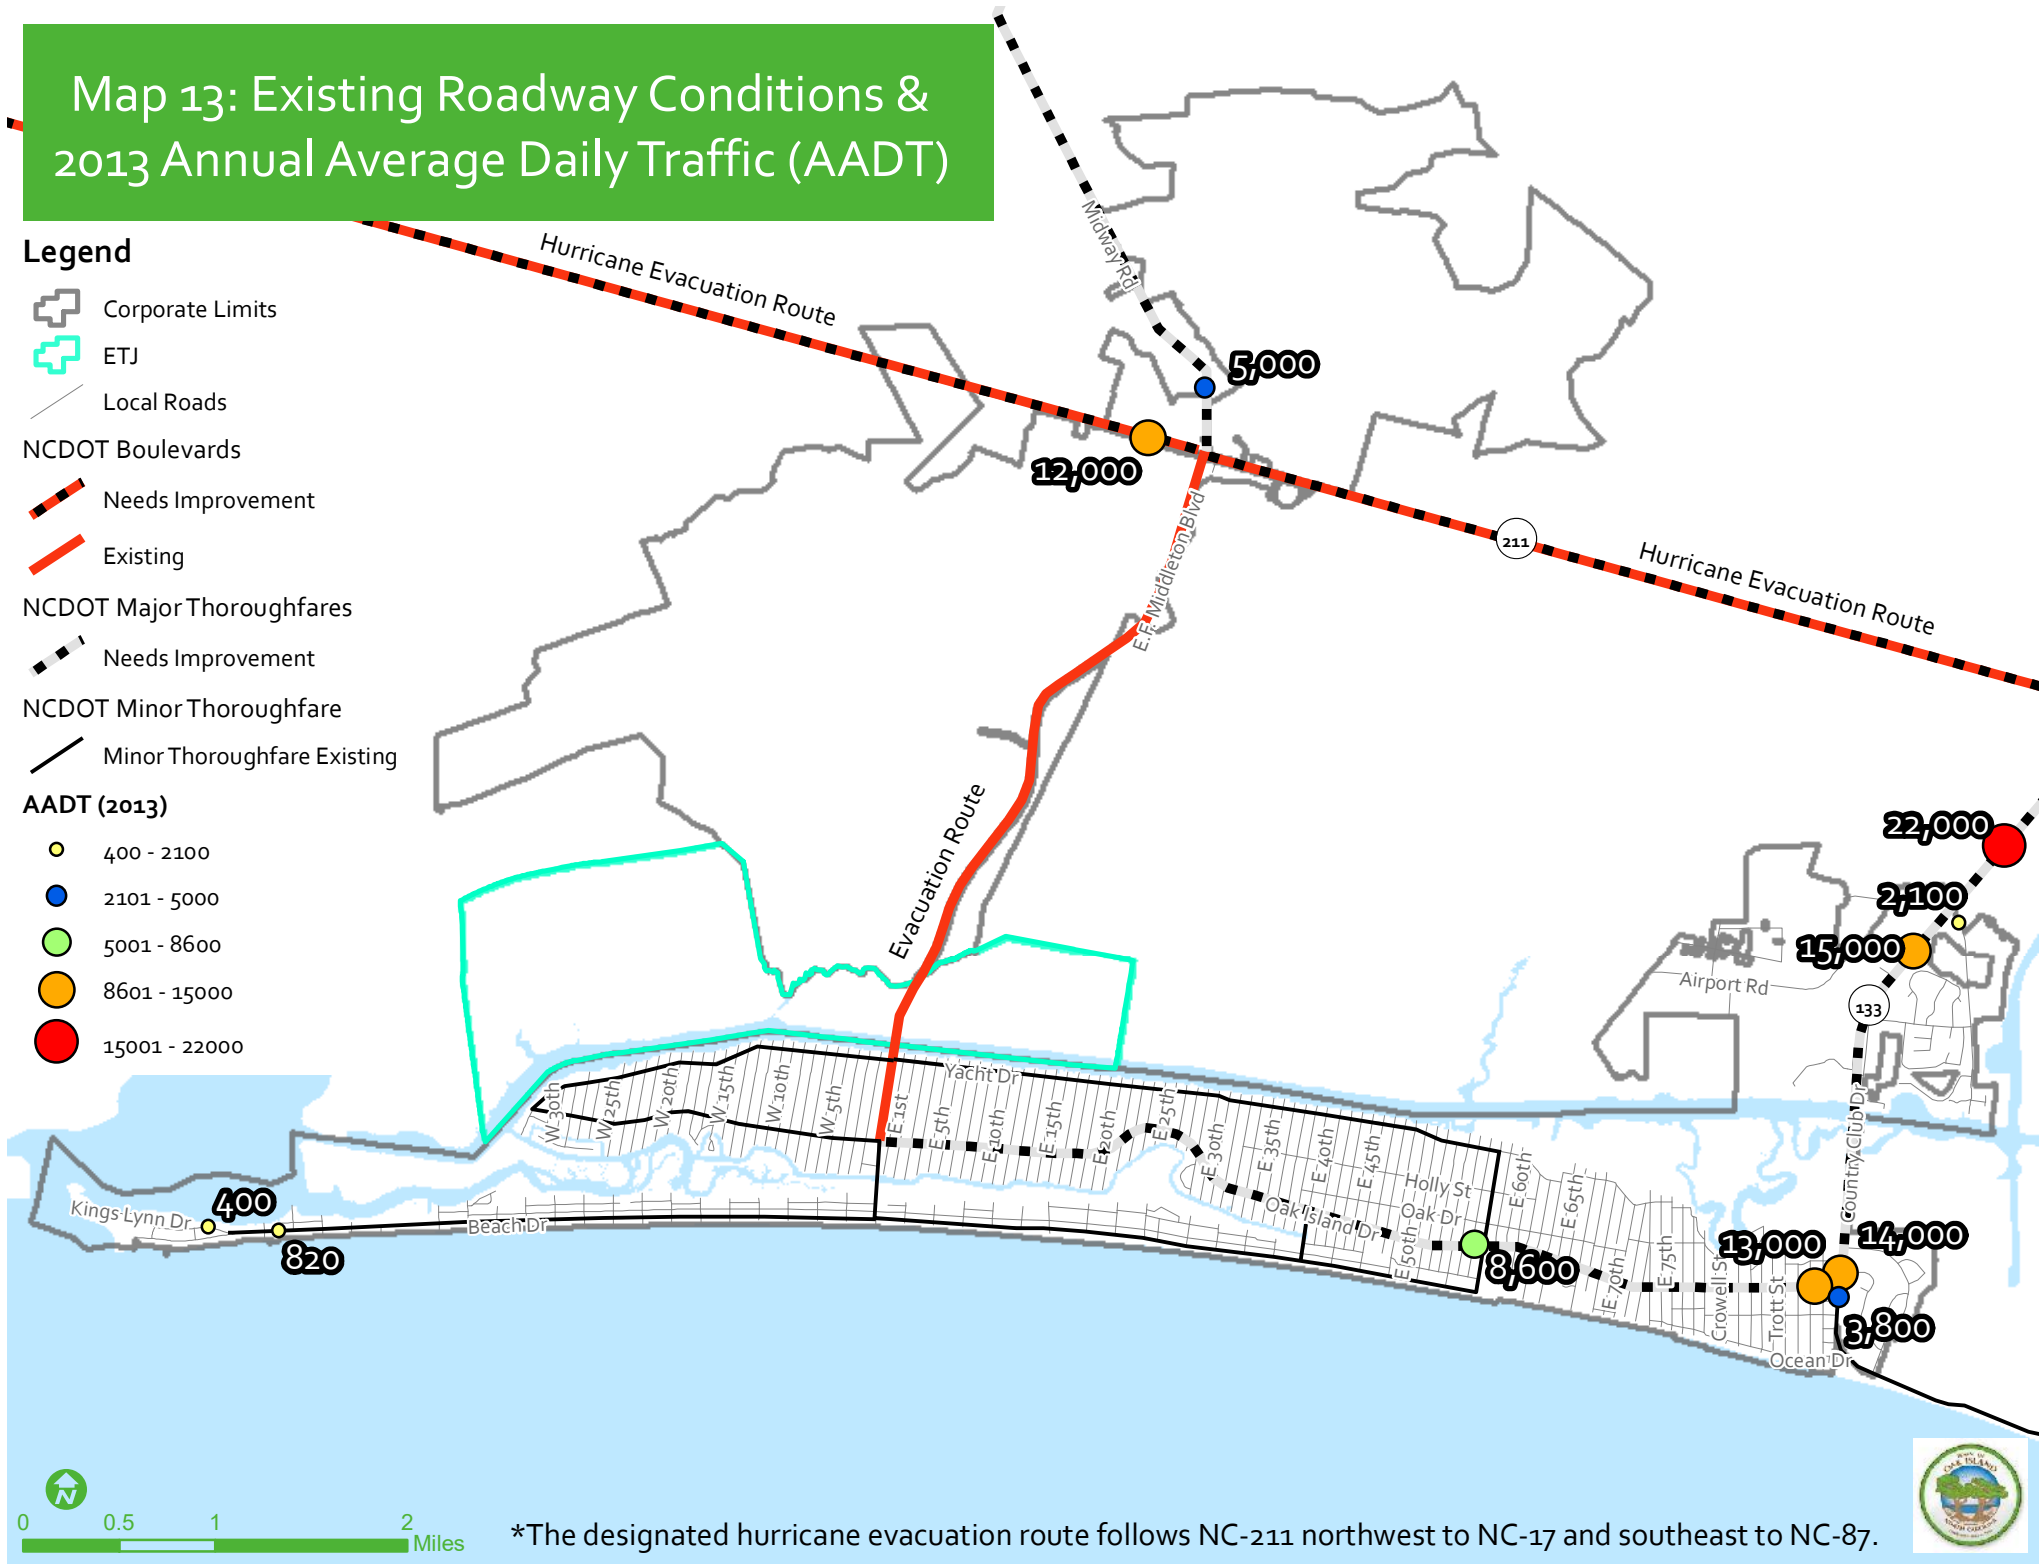 Map 13: Existing Roadway Conditions &
2013 Annual Average Daily Traffic (AADT)
Legend
Corporate Limits
ETJ
Local Roads
NCDOT Boulevards
Needs Improvement
Existing
NCDOT Major Thoroughfares
Needs Improvement
NCDOT Minor Thoroughfare
Minor Thoroughfare Existing
AADT (2013)
400 - 2100
2101 - 5000
5001 - 8600
8601 - 15000
15001 - 22000
Hurricane Evacuation Route
Midway Rd
5,000
12,000
E.F. Middleton Blvd
211
Hurricane Evacuation Route
Evacuation Route
22,000
2,100
15,000
Airport Rd
133
Country Club Dr
Yacht Dr
W 30th
W 25th
W 20th
W 15th
W 10th
W 5th
E 1st
E 5th
E 10th
E 15th
E 20th
E 25th
E 30th
E 35th
E 40th
E 45th
Holly St
Oak Dr
E 50th
E 60th
E 65th
E 70th
E 75th
Crowell St
Trott St
Oak Island Dr
Kings Lynn Dr
400
820
Beach Dr
8,600
13,000
14,000
3,800
Ocean Dr
N
0 0.5 1 2
Miles
*The designated hurricane evacuation route follows NC-211 northwest to NC-17 and southeast to NC-87.
OAK ISLAND